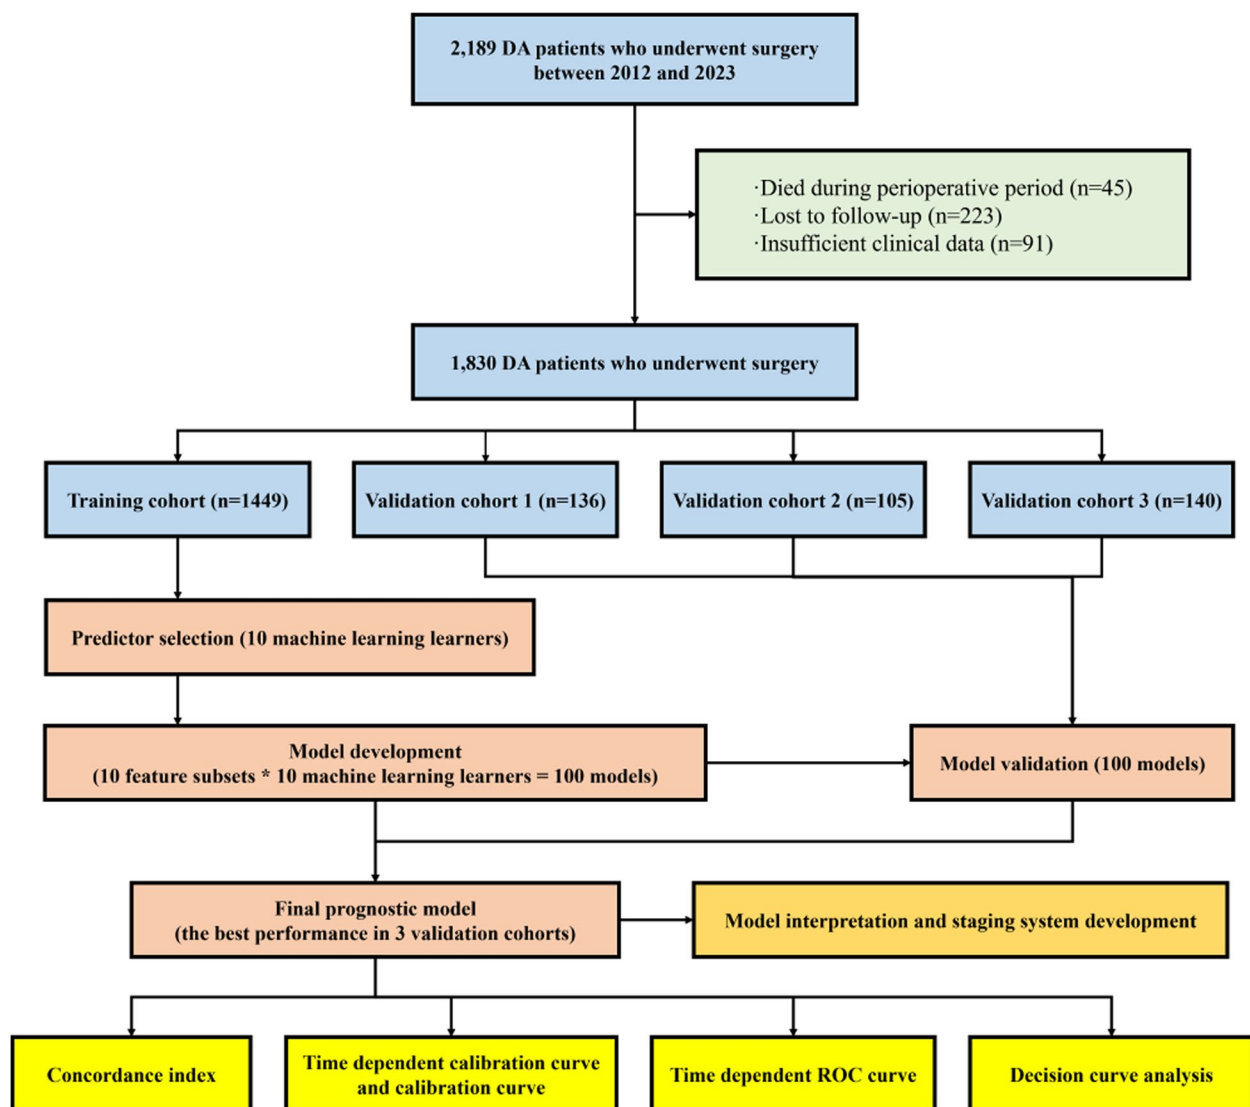 2,189 DA patients who underwent surgery
between 2012 and 2023
·Died during perioperative period (n=45)
·Lost to follow-up (n=223)
·Insufficient clinical data (n=91)
1,830 DA patients who underwent surgery
Training cohort (n=1449)
Validation cohort 1 (n=136)
Validation cohort 2 (n=105)
Validation cohort 3 (n=140)
Predictor selection (10 machine learning learners)
Model development
(10 feature subsets * 10 machine learning learners = 100 models)
Model validation (100 models)
Final prognostic model
(the best performance in 3 validation cohorts)
Model interpretation and staging system development
Concordance index
Time dependent calibration curve
and calibration curve
Time dependent ROC curve
Decision curve analysis